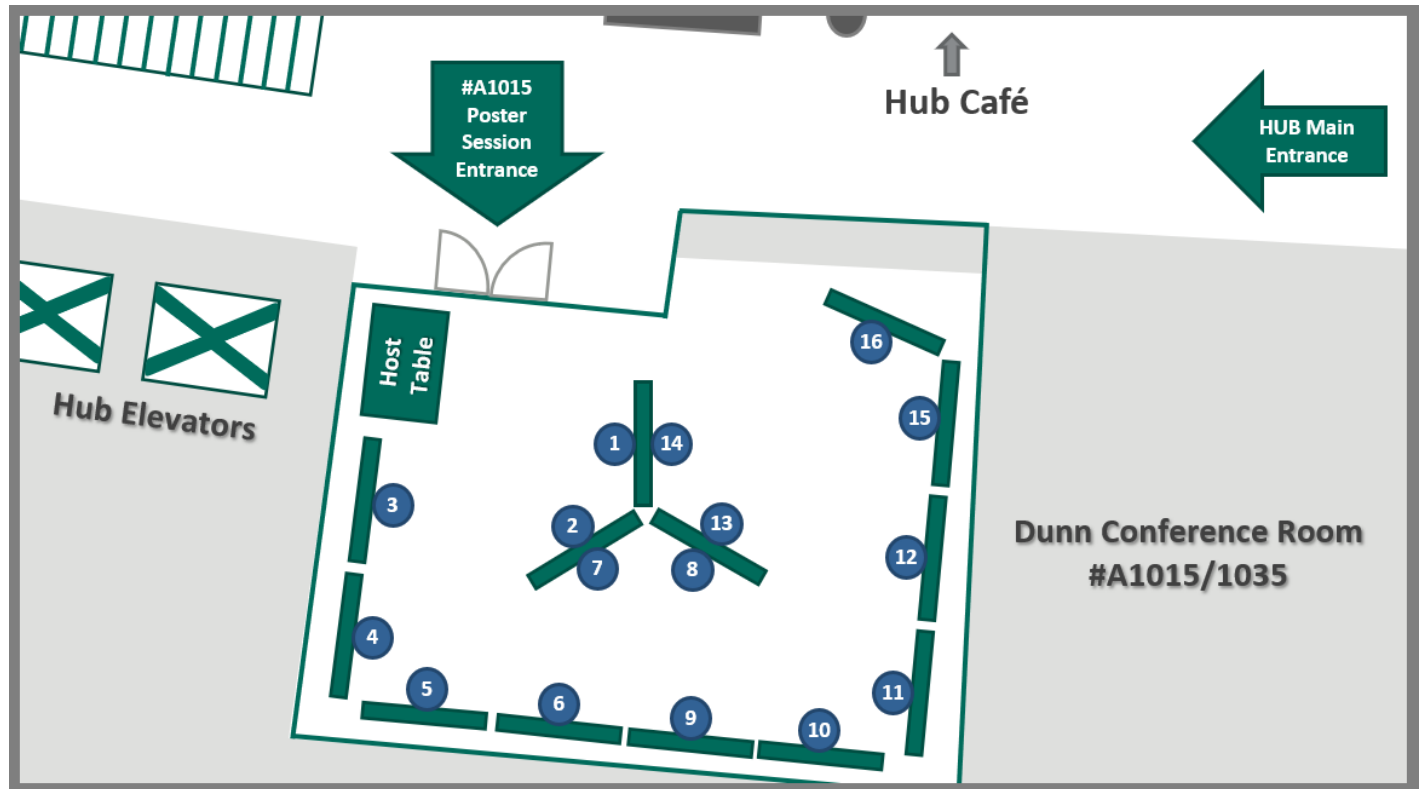 #A1015
Poster
Session
Entrance
Hub Café
HUB Main
Entrance
Host
Table
Hub Elevators
16
15
1
14
3
2
13
7
8
12
4
5
6
9
10
11
Dunn Conference Room
#A1015/1035